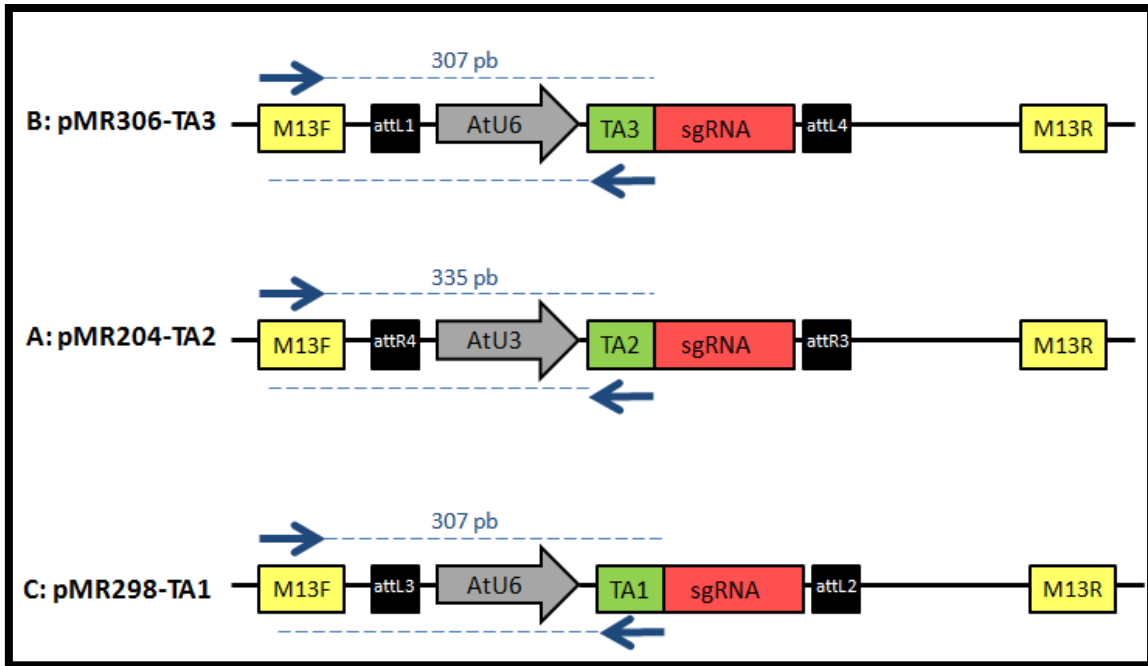 307 pb
B: pMR306-TA3 M13F attL1 AtU6 TA3 sgRNA attL4 M13R
335 pb
A: pMR204-TA2 M13F attR4 AtU3 TA2 sgRNA attR3 M13R
307 pb
C: pMR298-TA1 M13F attL3 AtU6 TA1 sgRNA attL2 M13R